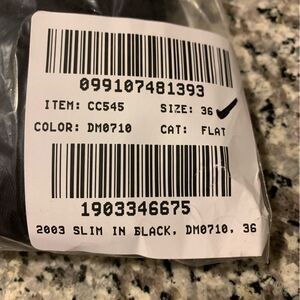 099107481393
ITEM: CC545 SIZE: 36
COLOR: DM0710 CAT: FLAT
1903346675
2003 SLIM IN BLACK, DM0710, 36